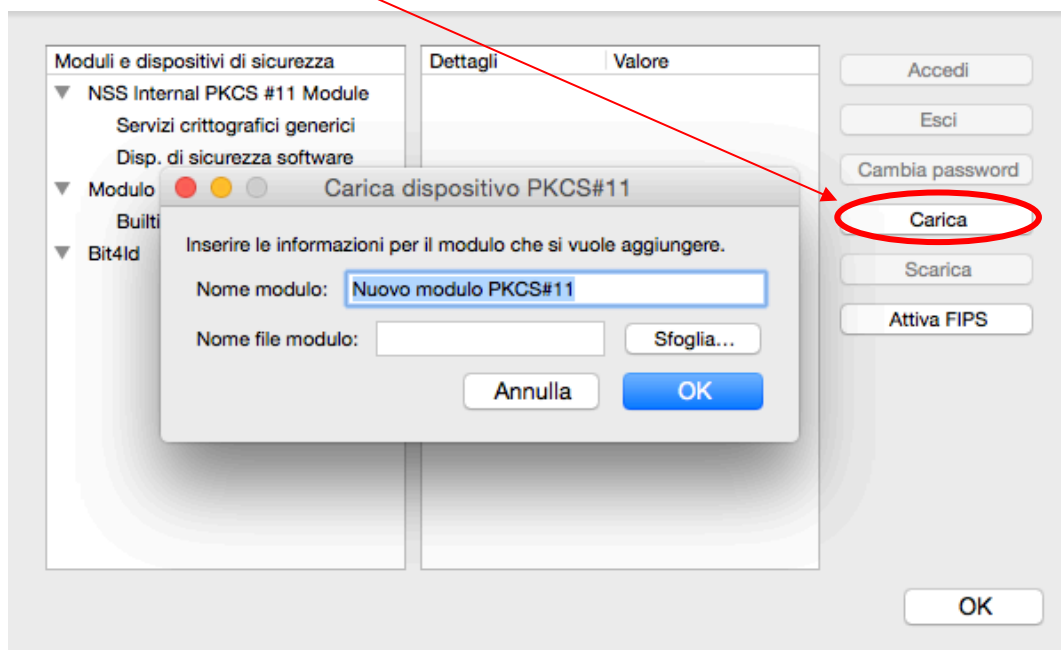 Moduli e dispositivi di sicurezza
NSS Internal PKCS #11 Module
Servizi crittografici generici
Disp. di sicurezza software
Modulo
Builti
Bit4Id
Dettagli Valore
Carica dispositivo PKCS#11
Inserire le informazioni per il modulo che si vuole aggiungere.
Nome modulo: Nuovo modulo PKCS#11
Nome file modulo: Sfoglia...
Annulla OK
Accedi
Esci
Cambia password
Carica
Scarica
Attiva FIPS
OK